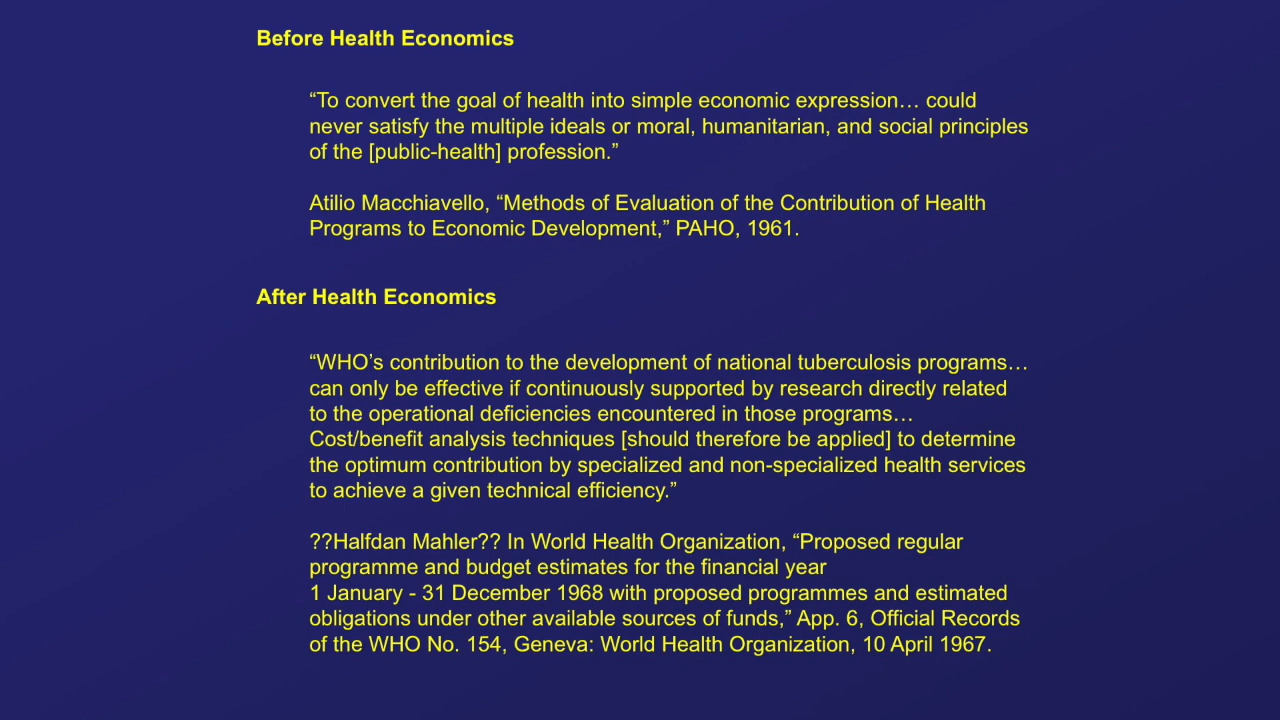 Before Health Economics
“To convert the goal of health into simple economic expression… could
never satisfy the multiple ideals or moral, humanitarian, and social principles
of the [public-health] profession.”
Atilio Macchiavello, “Methods of Evaluation of the Contribution of Health
Programs to Economic Development,” PAHO, 1961.
After Health Economics
“WHO’s contribution to the development of national tuberculosis programs…
can only be effective if continuously supported by research directly related
to the operational deficiencies encountered in those programs…
Cost/benefit analysis techniques [should therefore be applied] to determine
the optimum contribution by specialized and non-specialized health services
to achieve a given technical efficiency.”
??Halfdan Mahler?? In World Health Organization, “Proposed regular
programme and budget estimates for the financial year
1 January - 31 December 1968 with proposed programmes and estimated
obligations under other available sources of funds,” App. 6, Official Records
of the WHO No. 154, Geneva: World Health Organization, 10 April 1967.